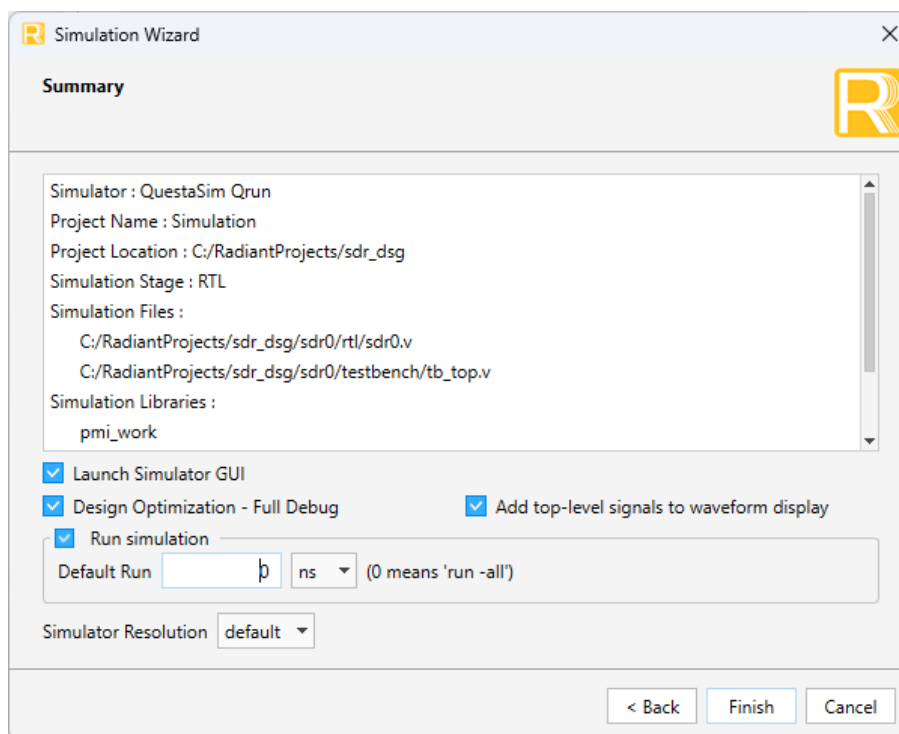 Simulation Wizard
Summary
Simulator : QuestaSim Qrun
Project Name : Simulation
Project Location : C:/RadiantProjects/sdr_dsg
Simulation Stage : RTL
Simulation Files :
C:/RadiantProjects/sdr_dsg/sdr0/rtl/sdr0.v
C:/RadiantProjects/sdr_dsg/sdr0/testbench/tb_top.v
Simulation Libraries :
pmi_work
Launch Simulator GUI
Design Optimization - Full Debug Add top-level signals to waveform display
Run simulation
Default Run 0 ns (0 means 'run -all')
Simulator Resolution default
< Back Finish Cancel